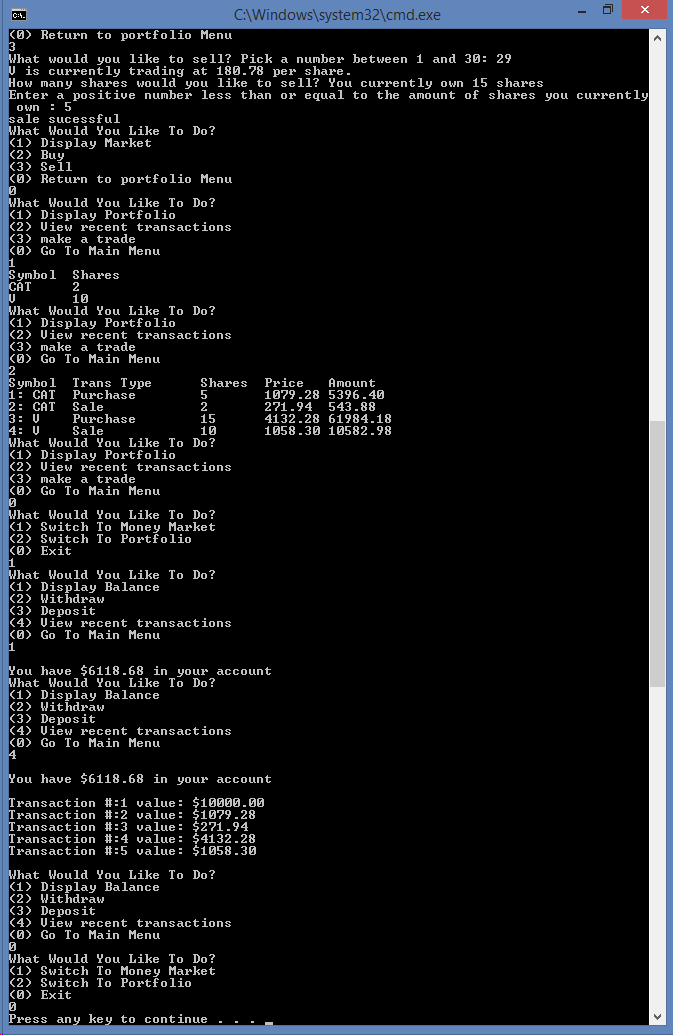 C:\Windows\system32\cmd.exe
(0) Return to portfolio Menu
3
What would you like to sell? Pick a number between 1 and 30: 29
V is currently trading at 180.78 per share.
How many shares would you like to sell? You currently own 15 shares
Enter a positive number less than or equal to the amount of shares you currently
own : 5
sale sucessful
What Would You Like To Do?
(1) Display Market
(2) Buy
(3) Sell
(0) Return to portfolio Menu
0
What Would You Like To Do?
(1) Display Portfolio
(2) View recent transactions
(3) make a trade
(0) Go To Main Menu
1
Symbol Shares
CAT 2
V 10
What Would You Like To Do?
(1) Display Portfolio
(2) View recent transactions
(3) make a trade
(0) Go To Main Menu
2
Symbol Trans Type Shares Price Amount
1: CAT Purchase 5 1079.28 5396.40
2: CAT Sale 2 271.94 543.88
3: V Purchase 15 4132.28 61984.18
4: V Sale 10 1058.30 10582.98
What Would You Like To Do?
(1) Display Portfolio
(2) View recent transactions
(3) make a trade
(0) Go To Main Menu
0
What Would You Like To Do?
(1) Switch To Money Market
(2) Switch To Portfolio
(0) Exit
1
What Would You Like To Do?
(1) Display Balance
(2) Withdraw
(3) Deposit
(4) View recent transactions
(0) Go To Main Menu
1
You have $6118.68 in your account
What Would You Like To Do?
(1) Display Balance
(2) Withdraw
(3) Deposit
(4) View recent transactions
(0) Go To Main Menu
4
You have $6118.68 in your account
Transaction #:1 value: $10000.00
Transaction #:2 value: $1079.28
Transaction #:3 value: $271.94
Transaction #:4 value: $4132.28
Transaction #:5 value: $1058.30
What Would You Like To Do?
(1) Display Balance
(2) Withdraw
(3) Deposit
(4) View recent transactions
(0) Go To Main Menu
0
What Would You Like To Do?
(1) Switch To Money Market
(2) Switch To Portfolio
(0) Exit
0
Press any key to continue . . . _